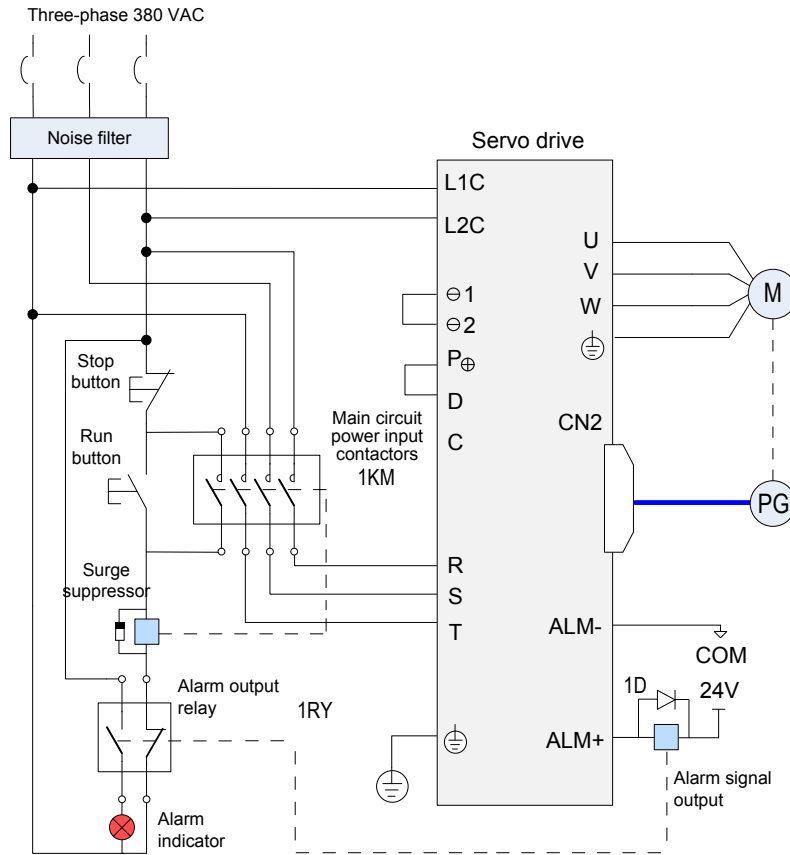 Three-phase 380 VAC
Noise filter
Servo drive
L1C
L2C
U
V
W
M
⊖1
⊖2
P⊕
D
C
Stop
button
Run
button
Main circuit
power input
contactors
1KM
CN2
PG
Surge
suppressor
R
S
T
ALM-
COM
1D
24V
Alarm output
relay
1RY
ALM+
Alarm signal
output
Alarm
indicator